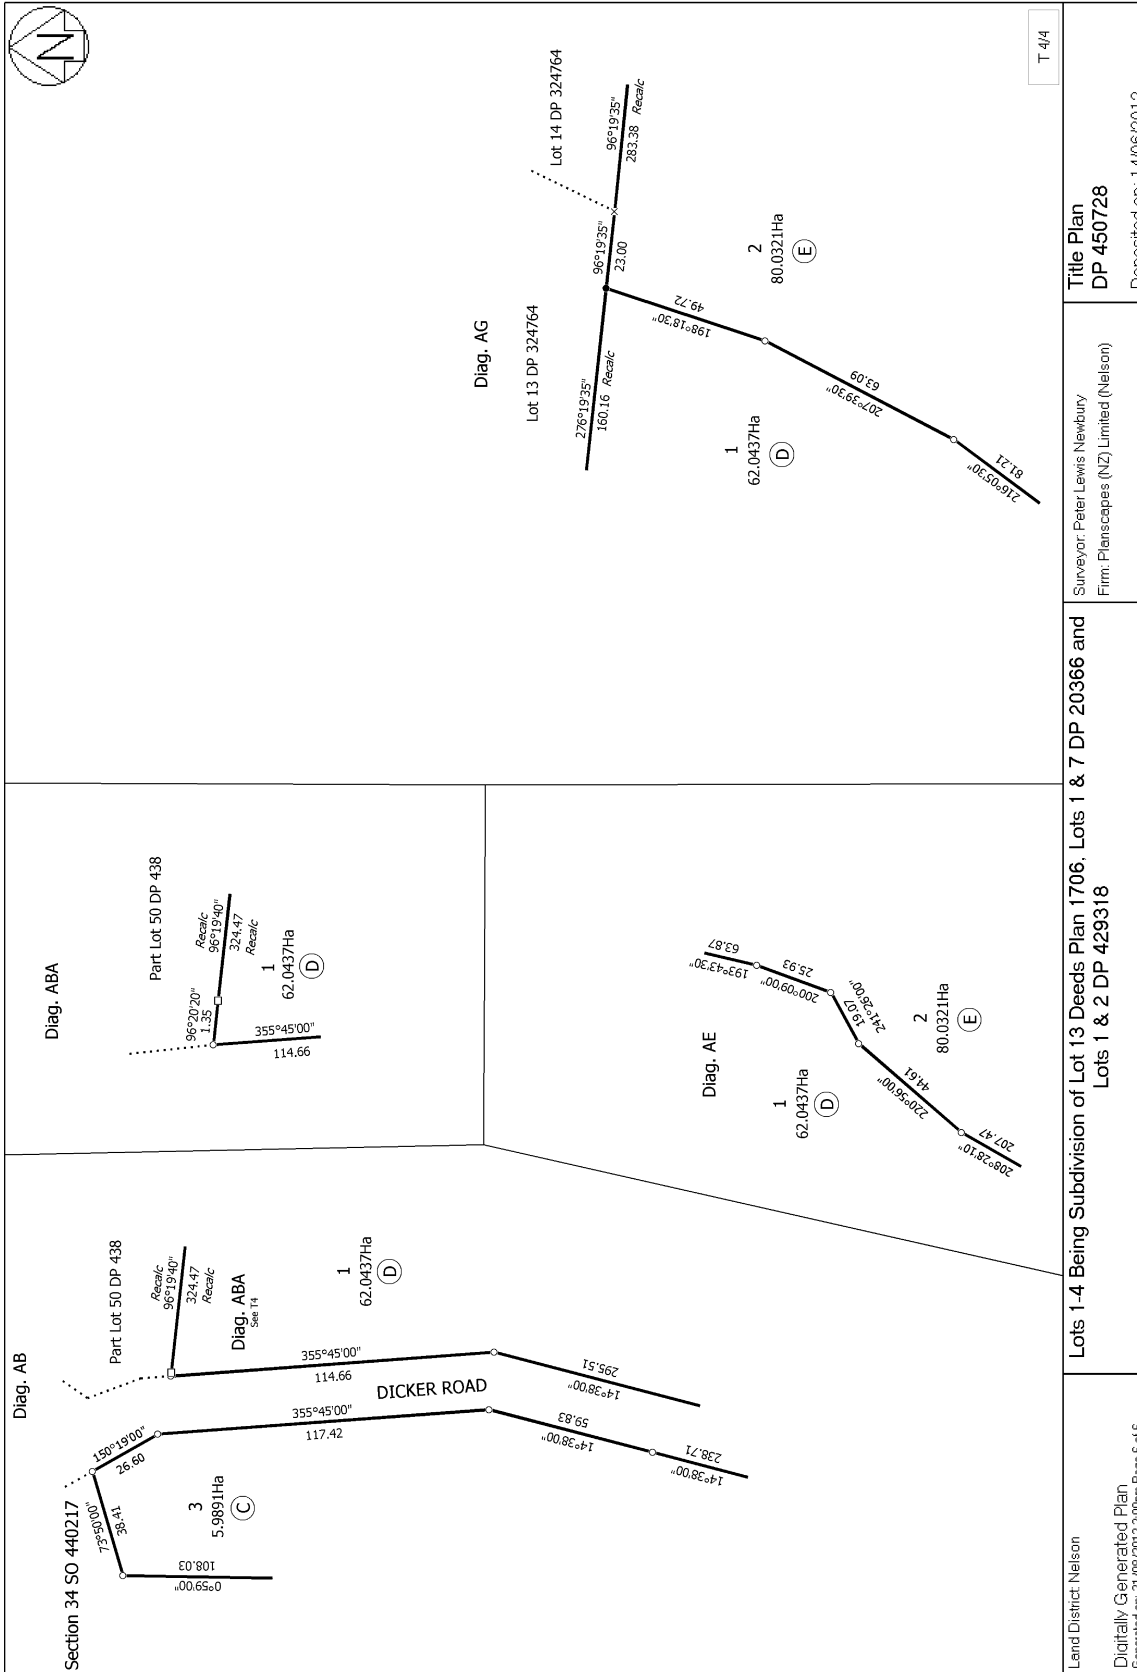 N
Diag. AB
Section 34 SO 440217
73°50'00"
38.41
150°19'00"
26.60
0°59'00"
108.03
3
5.9891Ha
C
355°45'00"
117.42
DICKER ROAD
355°45'00"
114.66
14°38'00"
59.83
14°38'00"
238.71
14°38'00"
295.51
Part Lot 50 DP 438
Recalc
96°19'40"
324.47
Recalc
Diag. ABA
See T4
1
62.0437Ha
D
Diag. ABA
Part Lot 50 DP 438
96°20'20"
1.35
Recalc
96°19'40"
324.47
Recalc
355°45'00"
114.66
1
62.0437Ha
D
Diag. AE
193°43'30"
63.87
200°09'00"
25.93
241°26'00"
19.07
220°56'00"
44.61
208°28'10"
207.47
1
62.0437Ha
D
2
80.0321Ha
E
Diag. AG
Lot 13 DP 324764
Lot 14 DP 324764
276°19'35"
160.16 Recalc
96°19'35"
23.00
96°19'35"
283.38 Recalc
198°18'30"
49.72
207°39'30"
63.09
216°05'30"
81.21
1
62.0437Ha
D
2
80.0321Ha
E
T 4/4
Land District: Nelson
Digitally Generated Plan
Lots 1-4 Being Subdivision of Lot 13 Deeds Plan 1706, Lots 1 & 7 DP 20366 and
Lots 1 & 2 DP 429318
Surveyor: Peter Lewis Newbury
Firm: Planscapes (NZ) Limited (Nelson)
Title Plan
DP 450728
Deposited on: 14/06/2012